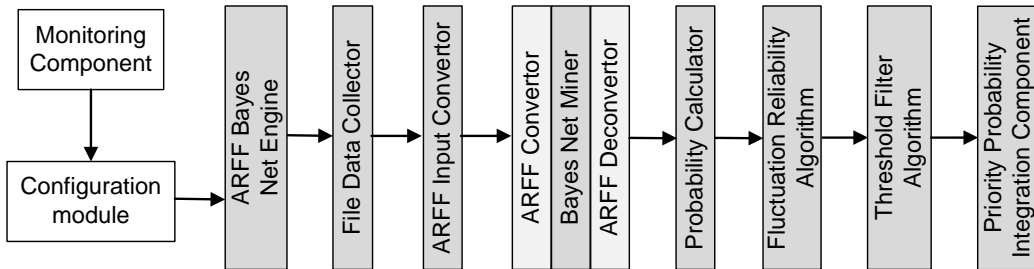 Monitoring
Component
Configuration
module
ARFF Bayes
Net Engine
File Data Collector
ARFF Input Convertor
ARFF Convertor
Bayes Net Miner
ARFF Deconvertor
Probability Calculator
Fluctuation Reliability
Algorithm
Threshold Filter
Algorithm
Priority Probability
Integration Component